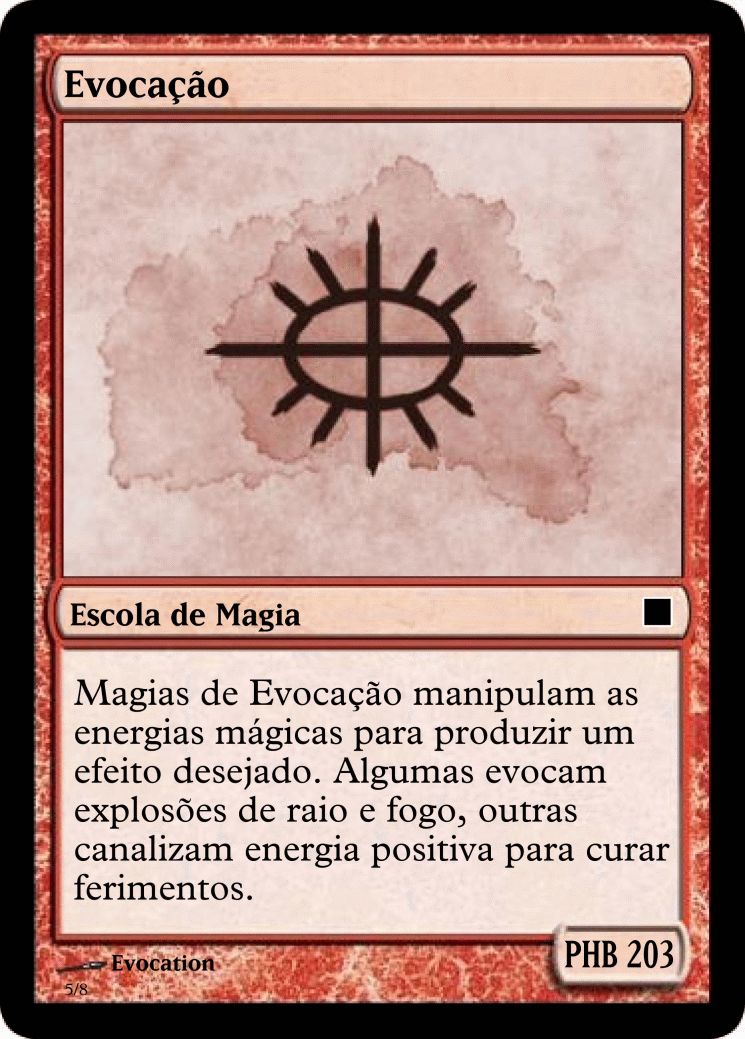 Evocação
Escola de Magia
Magias de Evocação manipulam as
energias mágicas para produzir um
efeito desejado. Algumas evocam
explosões de raio e fogo, outras
canalizam energia positiva para curar
ferimentos.
PHB 203
Evocation
5/8